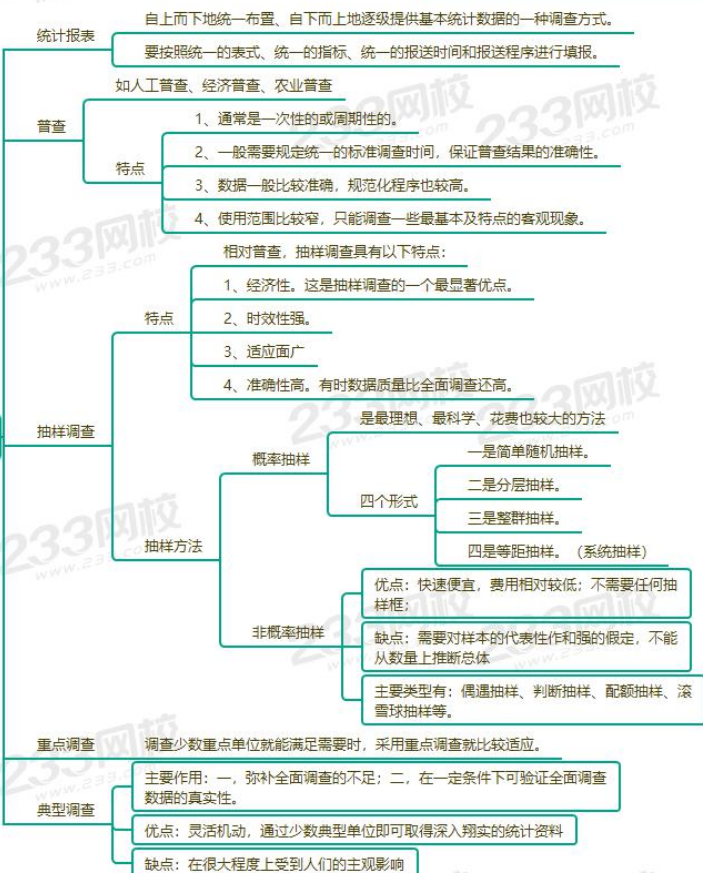 统计报表
自上而下地统一布置、自下而上地逐级提供基本统计数据的一种调查方式。
要按照统一的表式、统一的指标、统一的报送时间和报送程序进行填报。
普查
如人工普查、经济普查、农业普查
特点
1、通常是一次性的或周期性的。
2、一般需要规定统一的标准调查时间，保证普查结果的准确性。
3、数据一般比较准确，规范化程序也较高。
4、使用范围比较窄，只能调查一些最基本及特点的客观现象。
抽样调查
特点
相对普查，抽样调查具有以下特点：
1、经济性。这是抽样调查的一个最显著优点。
2、时效性强。
3、适应面广
4、准确性高。有时数据质量比全面调查还高。
抽样方法
概率抽样
是最理想、最科学、花费也较大的方法
四个形式
一是简单随机抽样。
二是分层抽样。
三是整群抽样。
四是等距抽样。（系统抽样）
非概率抽样
优点：快速便宜，费用相对较低；不需要任何抽
样框；
缺点：需要对样本的代表性作和强的假定，不能
从数量上推断总体
主要类型有：偶遇抽样、判断抽样、配额抽样、滚
雪球抽样等。
重点调查
调查少数重点单位就能满足需要时，采用重点调查就比较适应。
典型调查
主要作用：一，弥补全面调查的不足；二，在一定条件下可验证全面调查
数据的真实性。
优点：灵活机动，通过少数典型单位即可取得深入翔实的统计资料
缺点：在很大程度上受到人们的主观影响
233网校
www.233.com